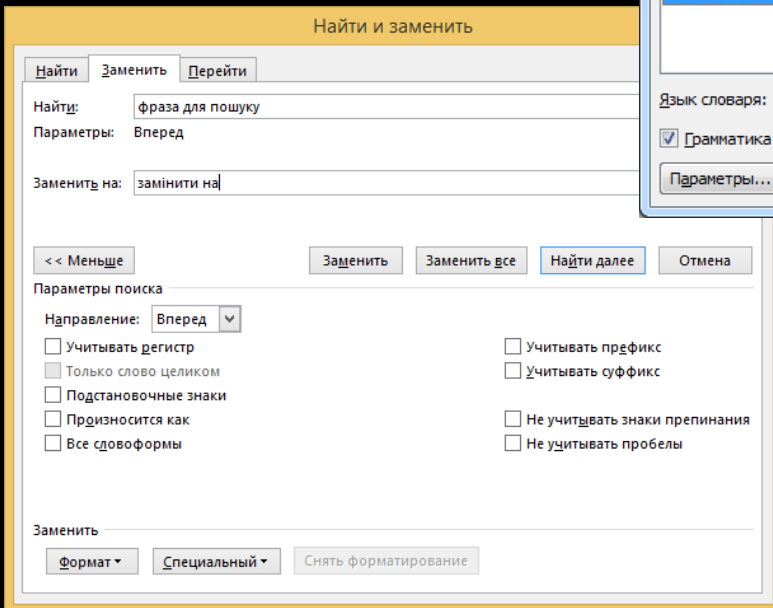 Найти и заменить
Найти
Заменить
Перейти
Найти:
фраза для пошуку
Параметры: Вперед
Заменить на:
замінити на
<< Меньше
Заменить
Заменить все
Найти далее
Отмена
Параметры поиска
Направление: Вперед
Учитывать регистр
Только слово целиком
Подстановочные знаки
Произносится как
Все словоформы
Учитывать префикс
Учитывать суффикс
Не учитывать знаки препинания
Не учитывать пробелы
Заменить
Формат
Специальный
Снять форматирование
Язык словаря:
Грамматика
Параметры...